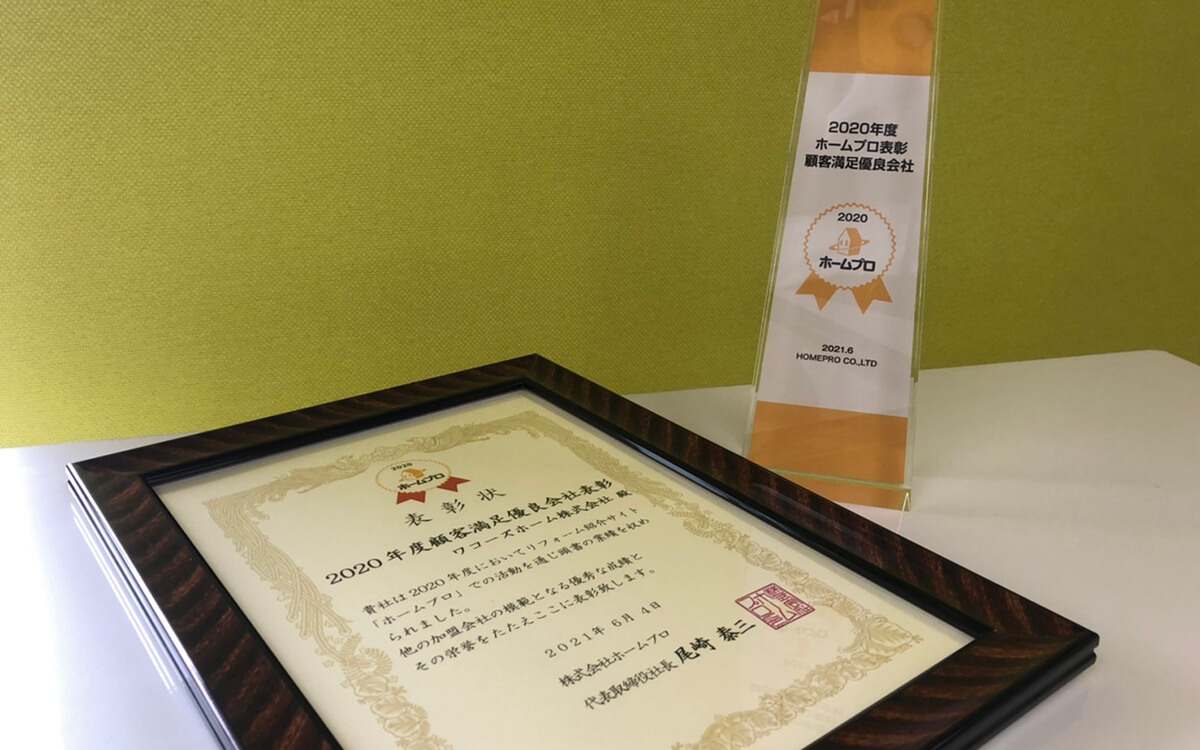 2020年度
ホームプロ表彰
顧客満足優良会社
2020
ホームプロ
2021.6
HOMEPRO CO.,LTD
2020
ホームプロ
表彰状
2020年度顧客満足優良会社表彰
ワコーズホーム株式会社 殿
貴社は2020年度においてリフォーム紹介サイト
「ホームプロ」での活動を通じ頭書の業績を収め
られました。
他の加盟会社の模範となる優秀な成績と
その栄誉をたたえここに表彰致します。
2021年6月4日
株式会社ホームプロ
代表取締役社長 尾崎 泰三